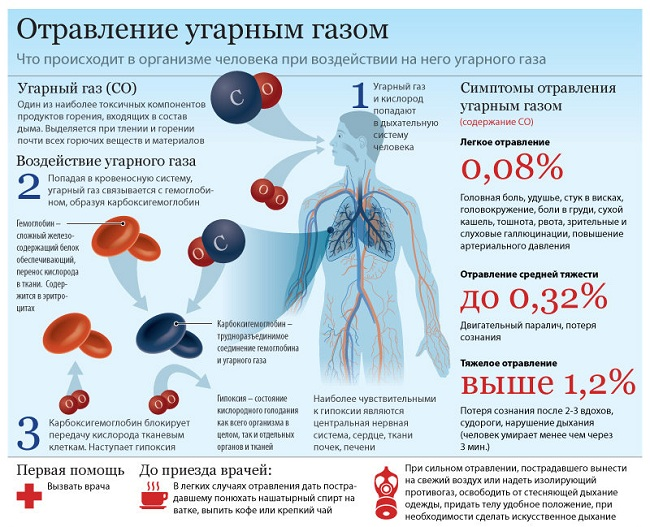 Отравление угарным газом
Что происходит в организме человека при воздействии на него угарного газа
Угарный газ (CO)
Один из наиболее токсичных компонентов
продуктов горения, входящих в состав
дыма. Выделяется при тлении и горении
почти всех горючих веществ и материалов
C O
1
Угарный газ
и кислород
попадают
в дыхательную
систему
человека
Воздействие угарного газа
2
Попадая в кровеносную систему,
угарный газ связывается с гемоглоби-
ном, образуя карбоксигемоглобин
O O
Гемоглобин –
сложный железо-
содержащий белок
обеспечивающий,
перенос кислорода
в ткани. Содер-
жится в эритро-
цитах
O C
Карбоксигемоглобин –
трудноразъединимое
соединение гемоглобина
и угарного газа
O O
O O
3
Карбоксигемоглобин блокирует
передачу кислорода тканевым
клеткам. Наступает гипоксия
Гипоксия – состояние
кислородного голодания
как всего организма в
целом, так и отдельных
органов и тканей
Наиболее чувствительными
к гипоксии являются
центральная нервная
система, сердце, ткани
почек, печени
Симптомы отравления
угарным газом
(содержание CO)
Легкое отравление
0,08%
Головная боль, удушье, стук в висках,
головокружение, боли в груди, сухой
кашель, тошнота, рвота, зрительные и
слуховые галлюцинации, повышение
артериального давления
Отравление средней тяжести
до 0,32%
Двигательный паралич, потеря
сознания
Тяжелое отравление
выше 1,2%
Потеря сознания после 2-3 вдохов,
судороги, нарушение дыхания
(человек умирает менее чем через
3 мин.)
Первая помощь
Вызвать врача
До приезда врачей:
В легких случаях отравления дать постра-
давшему понюхать нашатырный спирт на
ватке, выпить кофе или крепкий чай
При сильном отравлении, пострадавшего вынести
на свежий воздух или надеть изолирующий
противогаз, освободить от стесняющей дыхание
одежды, придать телу удобное положение, при
необходимости сделать искусственное дыхание